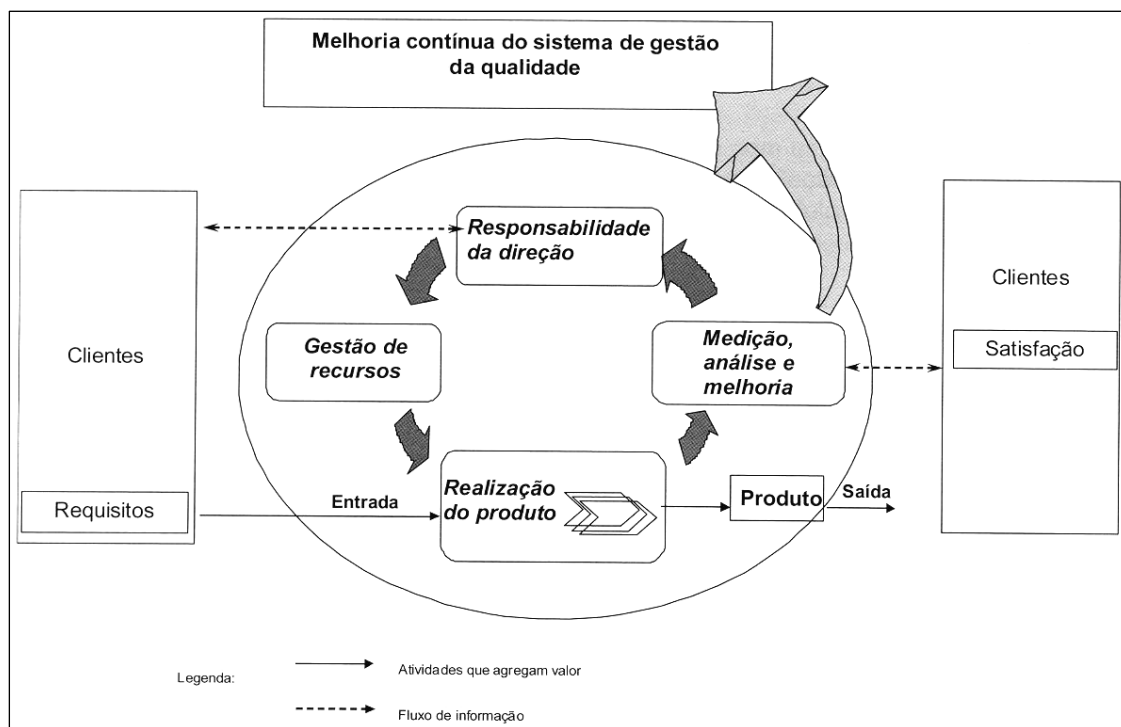 Melhoria contínua do sistema de gestão
da qualidade
Responsabilidade
da direção
Clientes
Gestão de
recursos
Medição,
análise e
melhoria
Clientes
Satisfação
Requisitos
Entrada
Realização
do produto
Produto
Saída
Legenda:
Atividades que agregam valor
Fluxo de informação